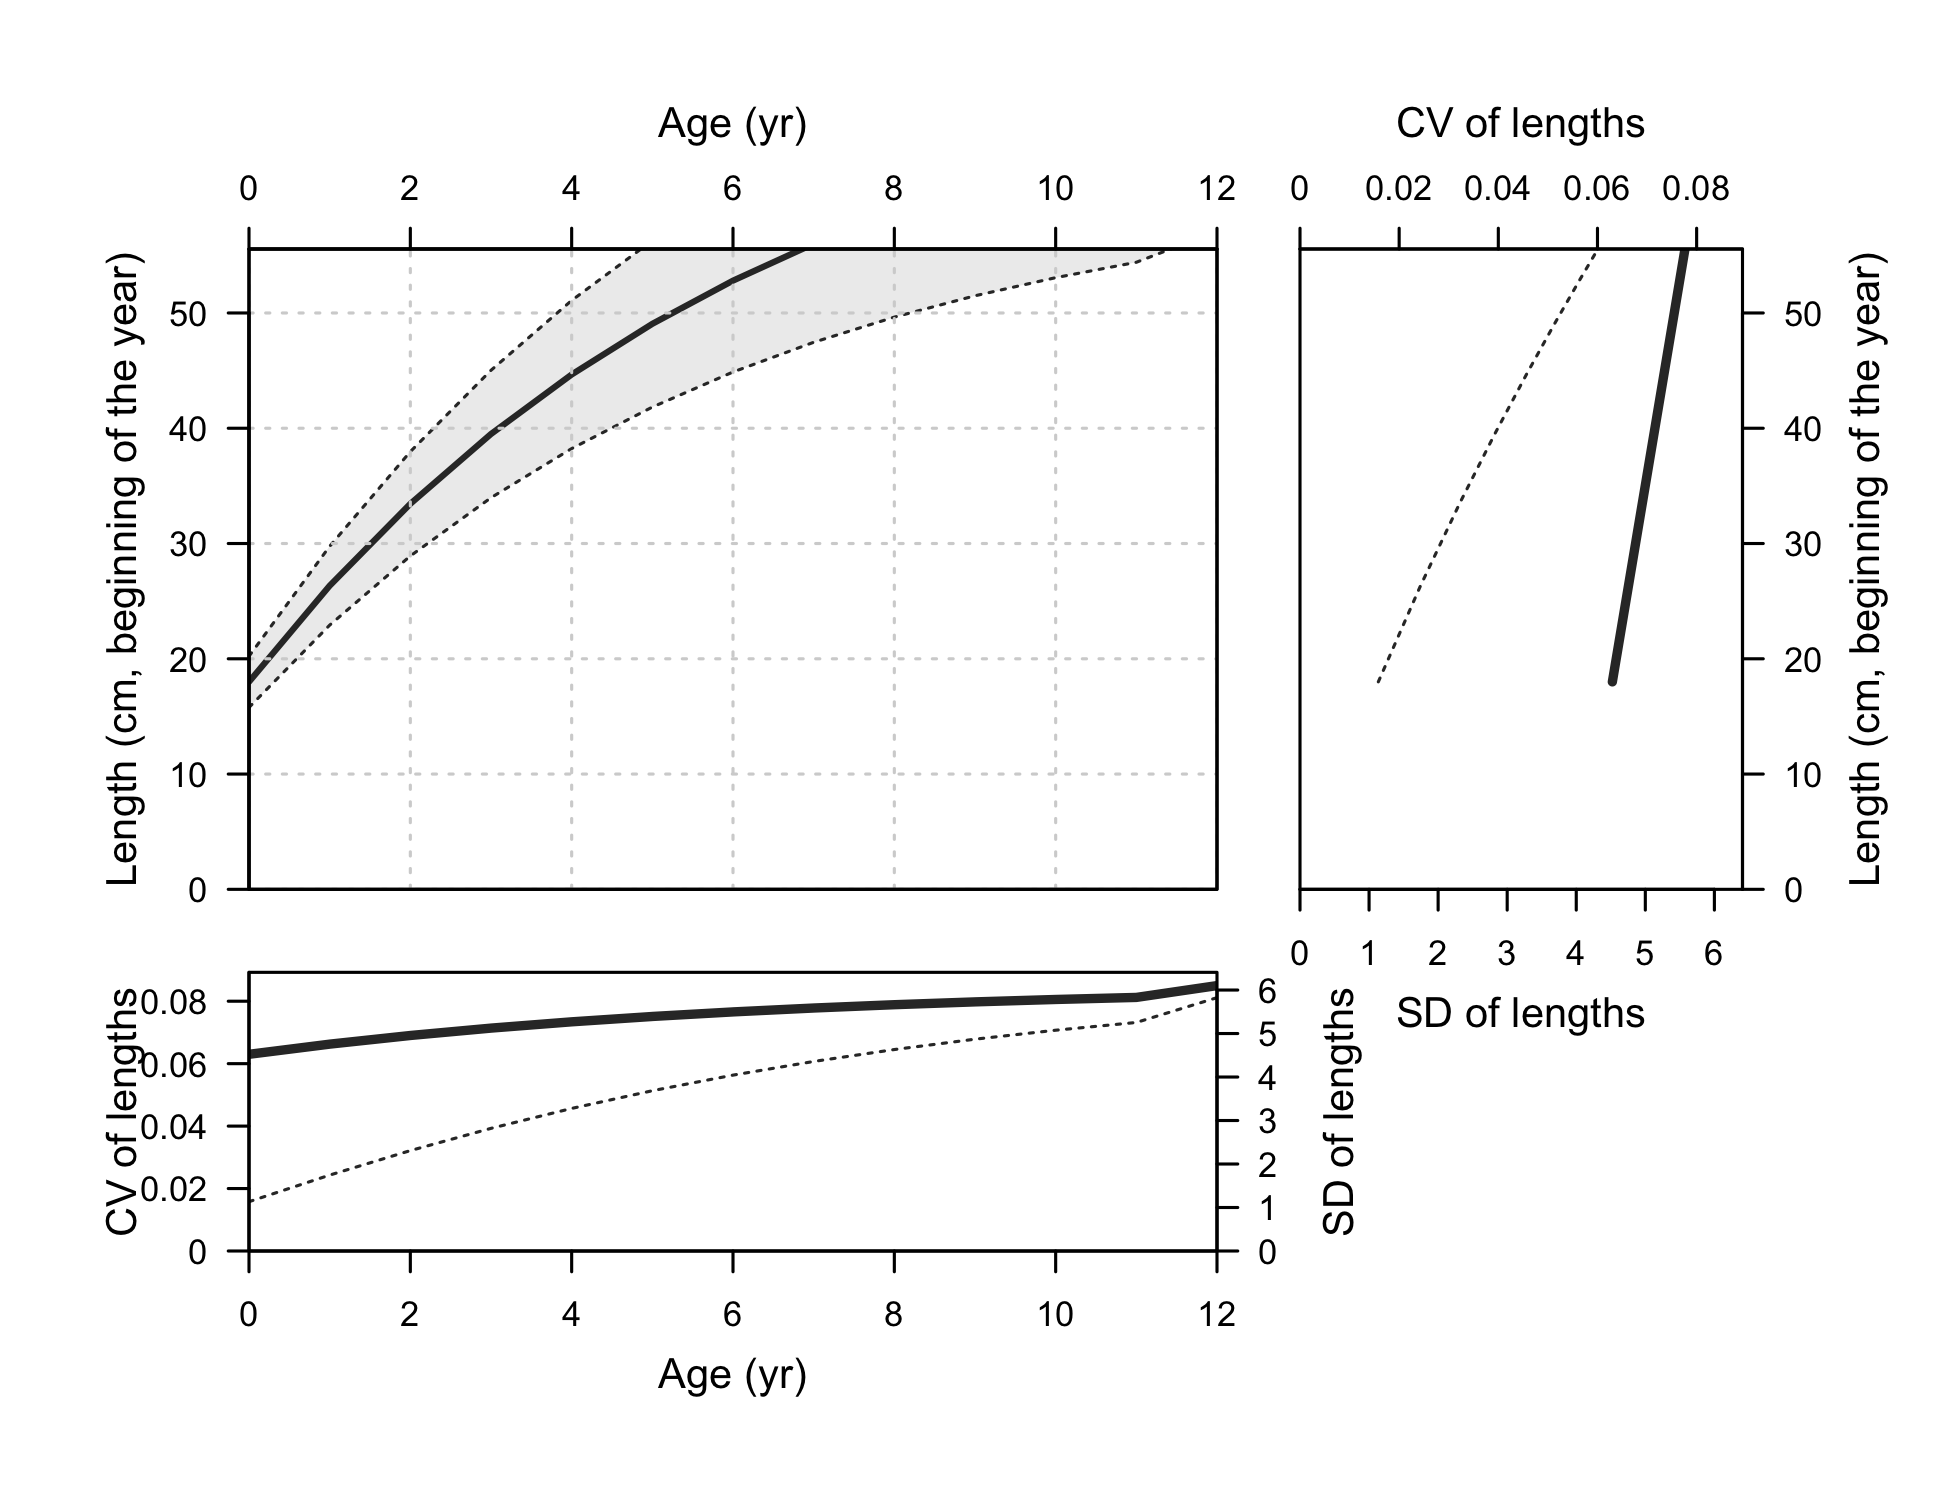 Age (yr)
CV of lengths
0 2 4 6 8 10 12
0 0.02 0.04 0.06 0.08
Length (cm, beginning of the year)
50
40
30
20
10
0
50
40
30
20
10
0
Length (cm, beginning of the year)
0 1 2 3 4 5 6
SD of lengths
CV of lengths
0.08
0.06
0.04
0.02
0
6
5
4
3
2
1
0
SD of lengths
0 2 4 6 8 10 12
Age (yr)